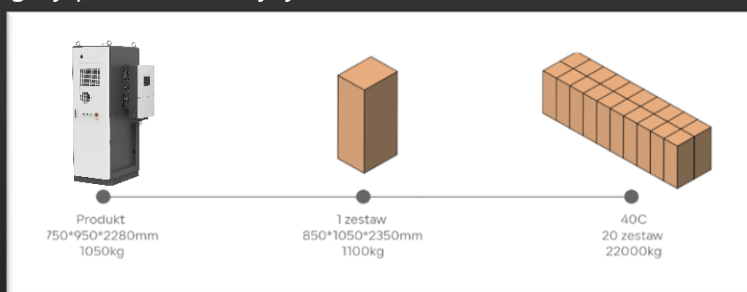 Produkt
750*950*2280mm
1050kg
1 zestaw
850*1050*2350mm
1100kg
40C
20 zestaw
22000kg